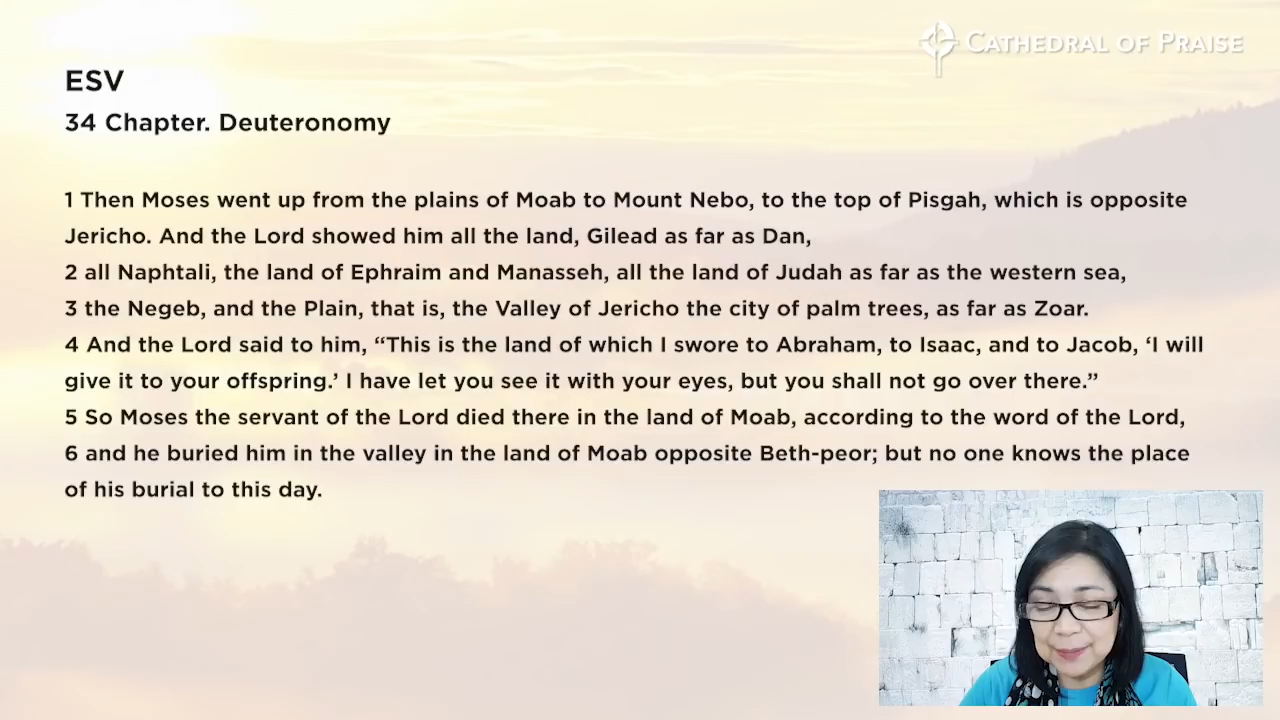 CATHEDRAL OF PRAISE
ESV
34 Chapter. Deuteronomy
1 Then Moses went up from the plains of Moab to Mount Nebo, to the top of Pisgah, which is opposite
Jericho. And the Lord showed him all the land, Gilead as far as Dan,
2 all Naphtali, the land of Ephraim and Manasseh, all the land of Judah as far as the western sea,
3 the Negeb, and the Plain, that is, the Valley of Jericho the city of palm trees, as far as Zoar.
4 And the Lord said to him, “This is the land of which I swore to Abraham, to Isaac, and to Jacob, ‘I will
give it to your offspring.’ I have let you see it with your eyes, but you shall not go over there.”
5 So Moses the servant of the Lord died there in the land of Moab, according to the word of the Lord,
6 and he buried him in the valley in the land of Moab opposite Beth-peor; but no one knows the place
of his burial to this day.